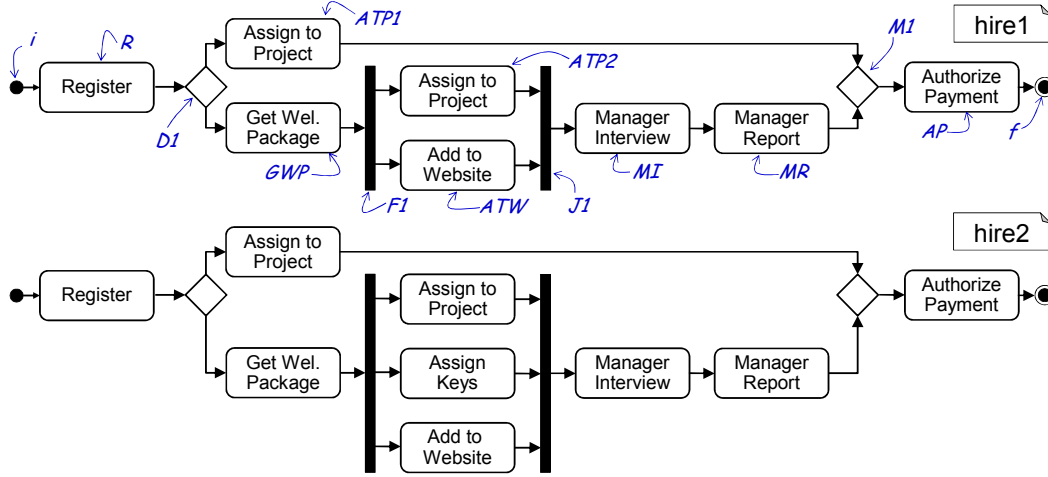 ATP1
hire1
i
R
Assign to
Project
M1
ATP2
Register
Assign to
Project
Authorize
Payment
D1
Get Wel.
Package
Manager
Interview
Manager
Report
AP
f
GWP
Add to
Website
MI
MR
F1
ATW
J1
hire2
Assign to
Project
Register
Assign to
Project
Authorize
Payment
Get Wel.
Package
Assign
Keys
Manager
Interview
Manager
Report
Add to
Website